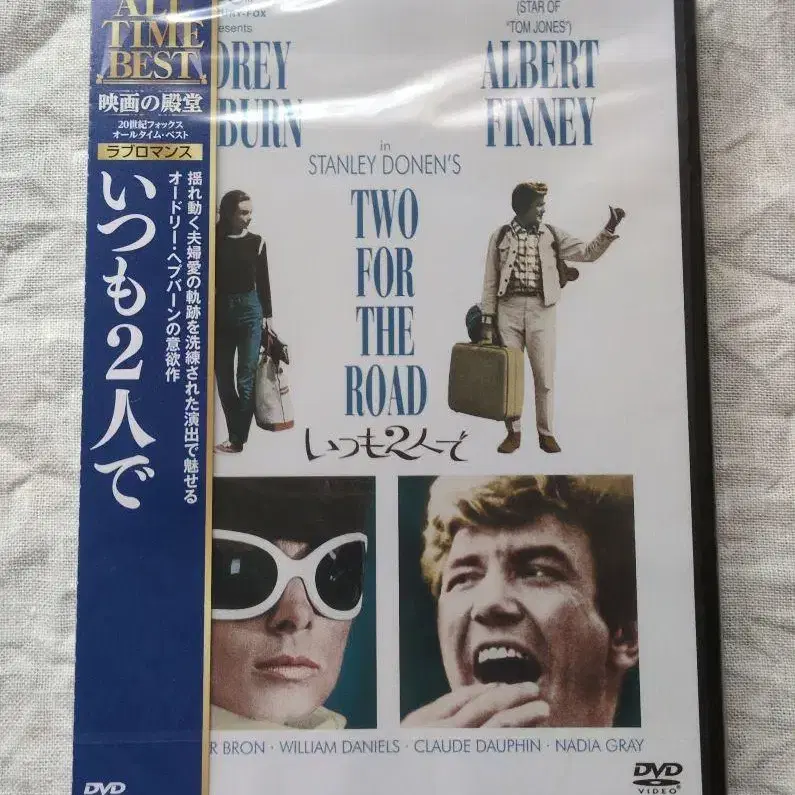 ALL
TIME
BEST
映画の殿堂
20世紀フォックス
オールタイム・ベスト
ラブロマンス
揺れ動く夫婦愛の軌跡を洗練された演出で魅せる
オードリー・ヘプバーンの意欲作
いつも2人で
DVD
esents
DREY
BURN
(STAR OF
"TOM JONES")
ALBERT
FINNEY
in
STANLEY DONEN'S
TWO
FOR
THE
ROAD
いつも2人で
R BRON · WILLIAM DANIELS · CLAUDE DAUPHIN · NADIA GRAY
DVD
VIDEO